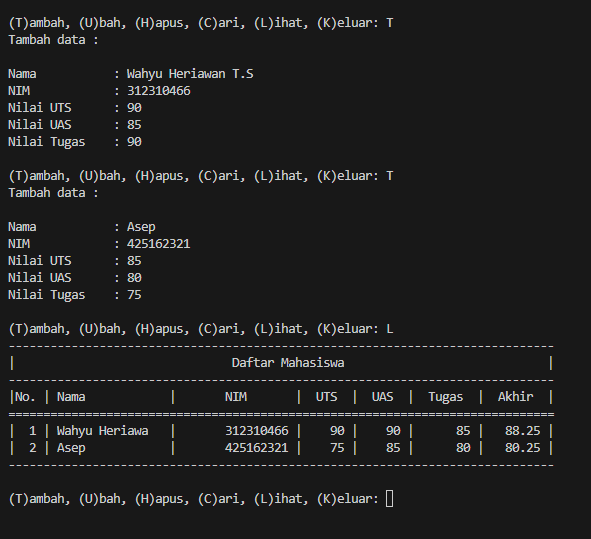 (T)ambah, (U)bah, (H)apus, (C)ari, (L)ihat, (K)eluar: T
Tambah data :
Nama : Wahyu Heriawan T.S
NIM : 312310466
Nilai UTS : 90
Nilai UAS : 85
Nilai Tugas : 90
(T)ambah, (U)bah, (H)apus, (C)ari, (L)ihat, (K)eluar: T
Tambah data :
Nama : Asep
NIM : 425162321
Nilai UTS : 85
Nilai UAS : 80
Nilai Tugas : 75
(T)ambah, (U)bah, (H)apus, (C)ari, (L)ihat, (K)eluar: L
------------------------------------------------------------------------------
| Daftar Mahasiswa |
------------------------------------------------------------------------------
|No. | Nama | NIM | UTS | UAS | Tugas | Akhir |
==============================================================================
| 1 | Wahyu Heriawa | 312310466 | 90 | 90 | 85 | 88.25 |
| 2 | Asep | 425162321 | 75 | 85 | 80 | 80.25 |
------------------------------------------------------------------------------
(T)ambah, (U)bah, (H)apus, (C)ari, (L)ihat, (K)eluar: